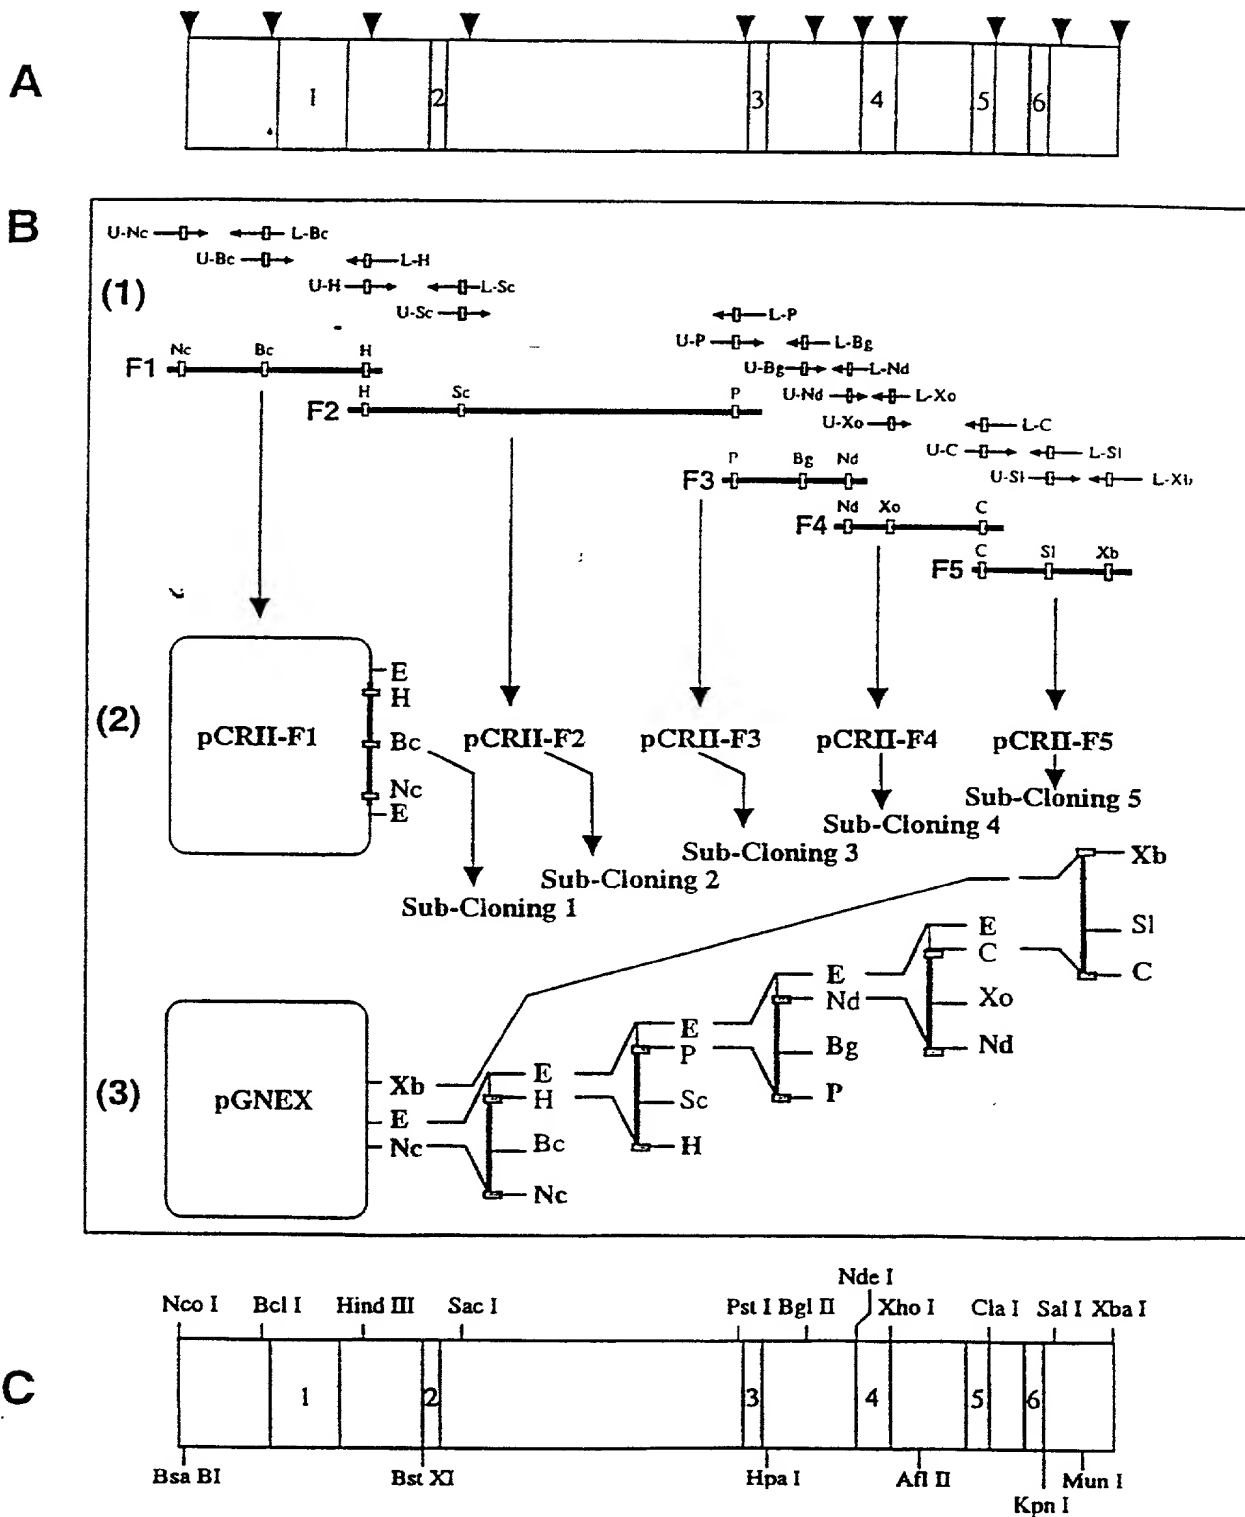 A
1 2 3 4 5 6
B
(1)
U-Nc L-Bc
U-Bc L-H
U-H L-Sc
U-Sc L-P
U-P L-Bg
U-Bg L-Nd
U-Nd L-Xo
U-Xo L-C
U-C L-Sl
U-Sl L-Xb
F1 Nc Bc H
F2 H Sc P
F3 P Bg Nd
F4 Nd Xo C
F5 C Sl Xb
(2)
pCRII-F1
E
H
Bc
Nc
E
pCRII-F2 pCRII-F3 pCRII-F4 pCRII-F5
Sub-Cloning 5
Sub-Cloning 4
Sub-Cloning 3
Sub-Cloning 2
Sub-Cloning 1
(3)
pGNEX
Xb
E
Nc
E
H
Bc
Nc
E
P
Sc
H
E
Nd
Bg
P
E
C
Xo
Nd
Xb
Sl
C
C
Nde I
Nco I Bcl I Hind III Sac I Pst I Bgl II Xho I Cla I Sal I Xba I
1 2 3 4 5 6
Bsa BI Bst XI Hpa I Afl II Mun I
Kpn I